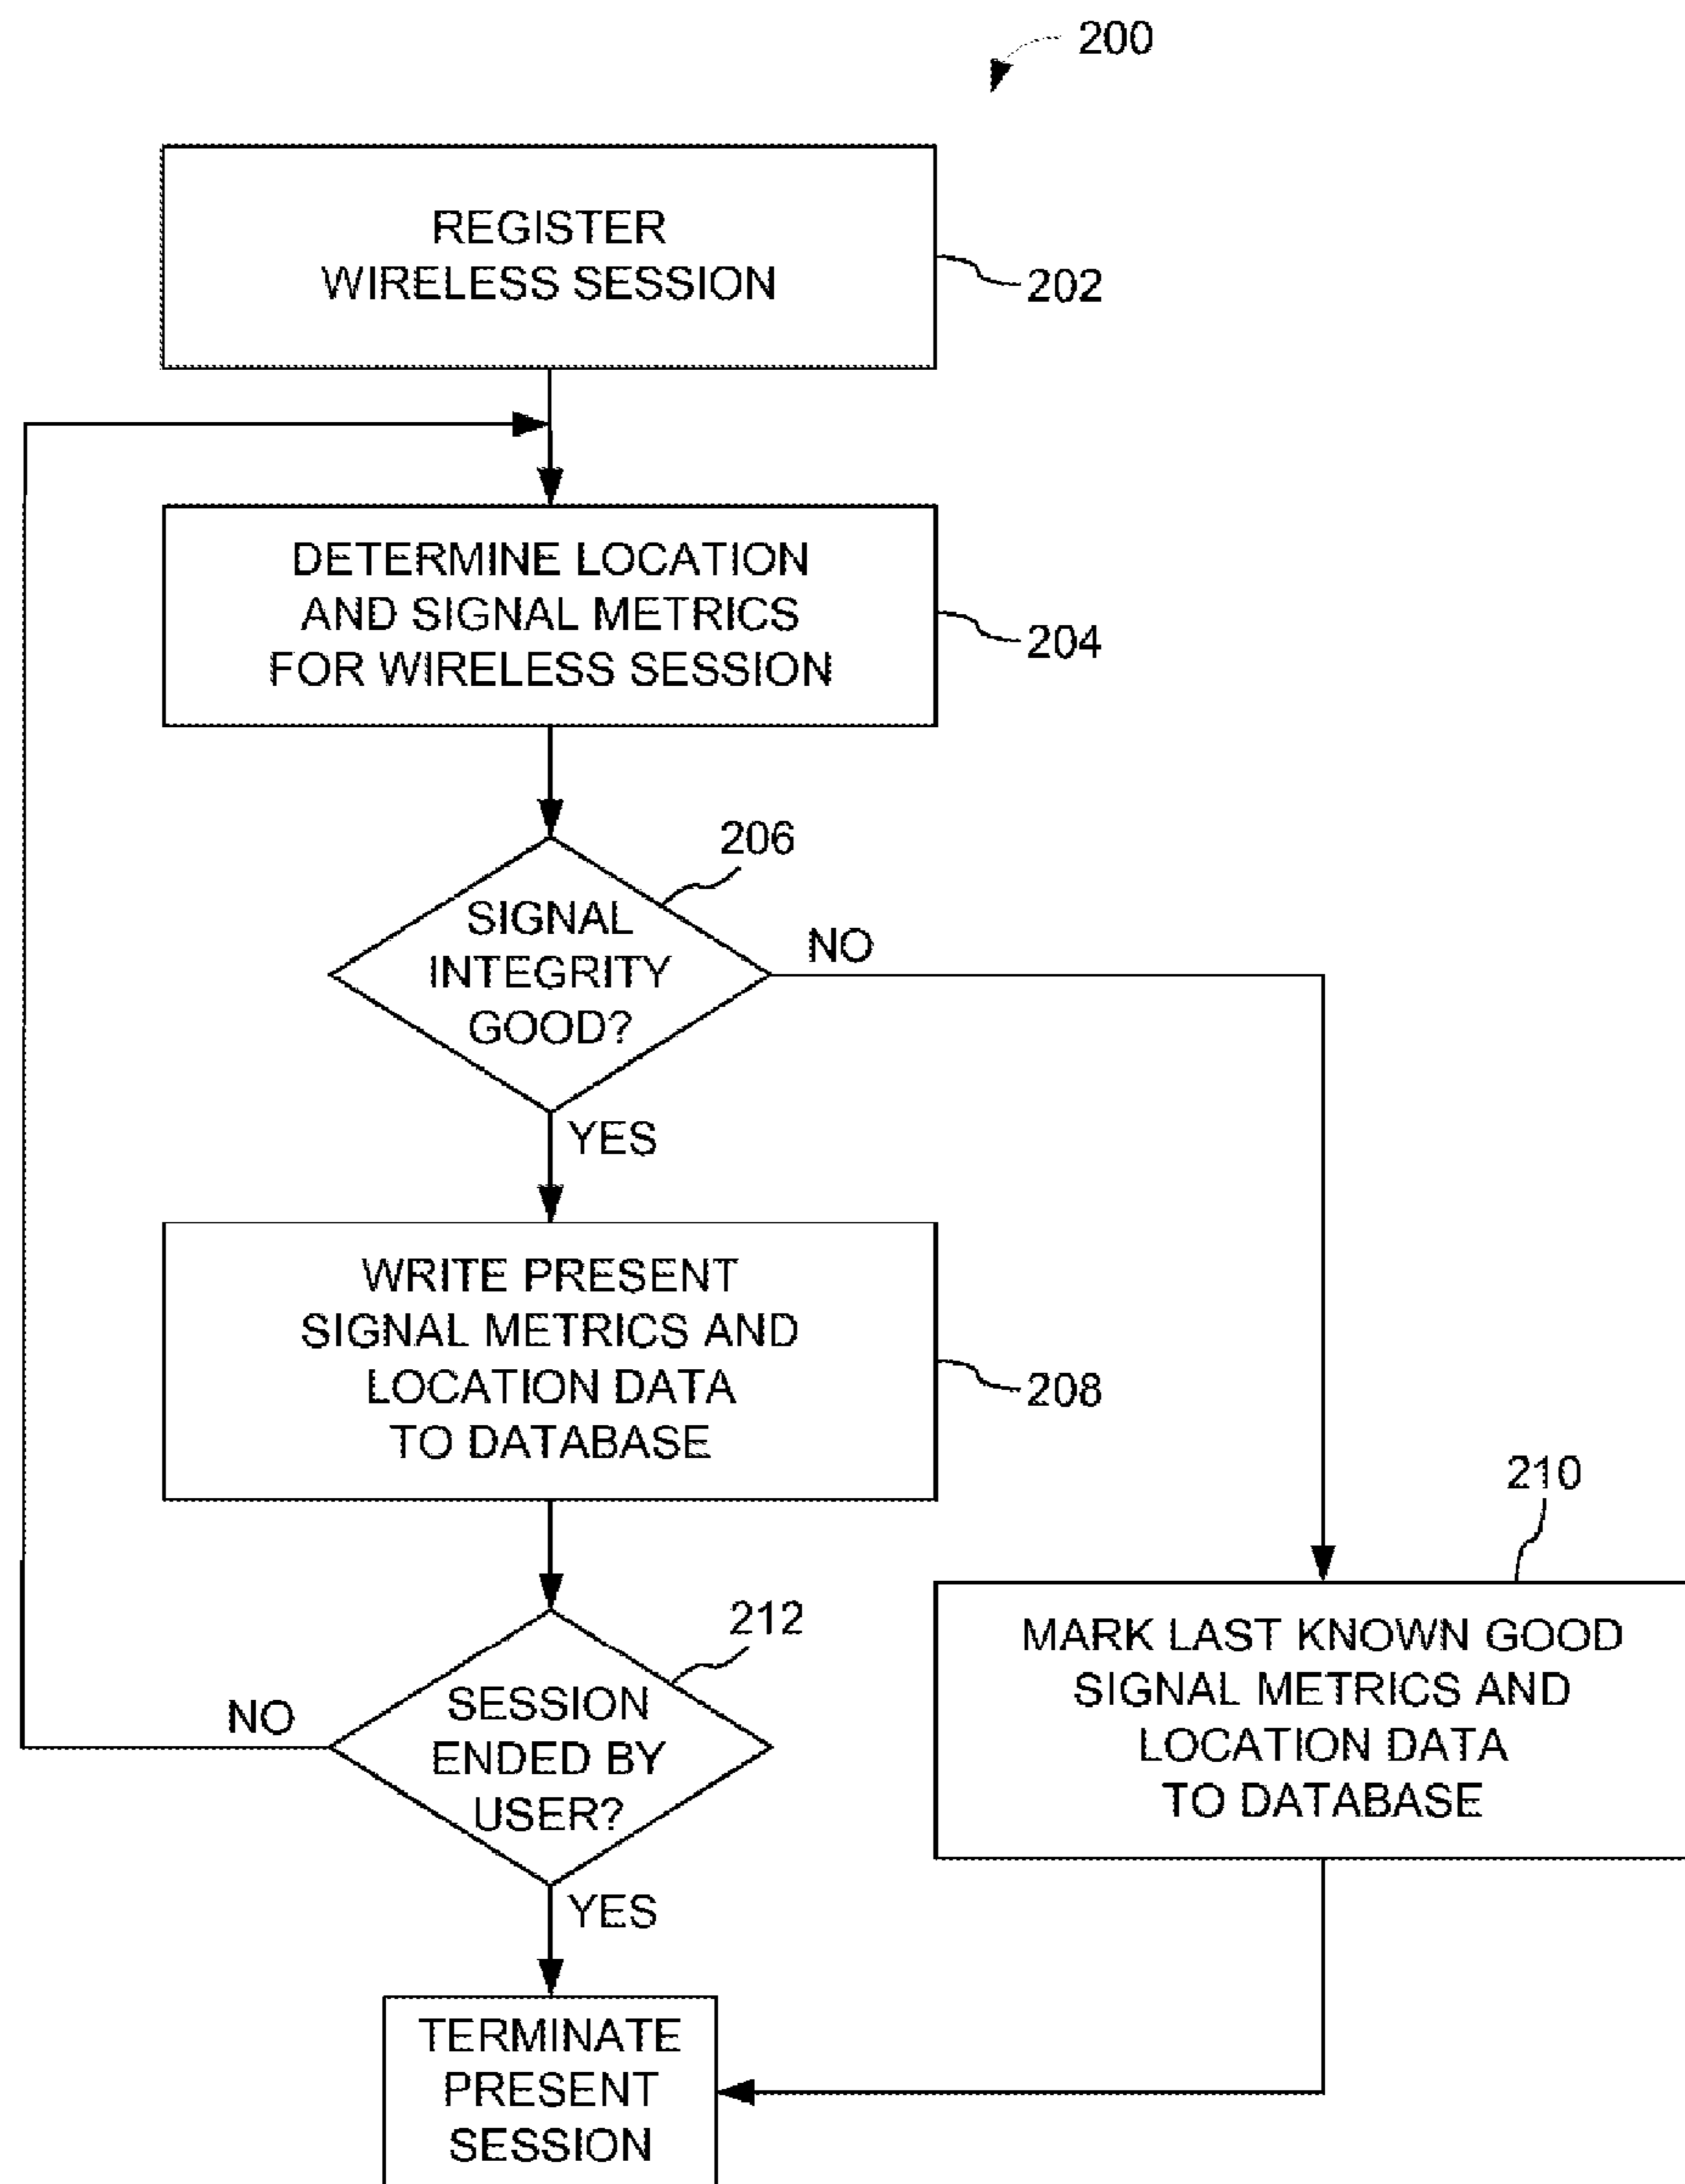 200
REGISTER
WIRELESS SESSION
202
DETERMINE LOCATION
AND SIGNAL METRICS
FOR WIRELESS SESSION
204
206
SIGNAL
INTEGRITY
GOOD?
NO
YES
WRITE PRESENT
SIGNAL METRICS AND
LOCATION DATA
TO DATABASE
208
210
MARK LAST KNOWN GOOD
SIGNAL METRICS AND
LOCATION DATA
TO DATABASE
212
SESSION
ENDED BY
USER?
NO
YES
TERMINATE
PRESENT
SESSION